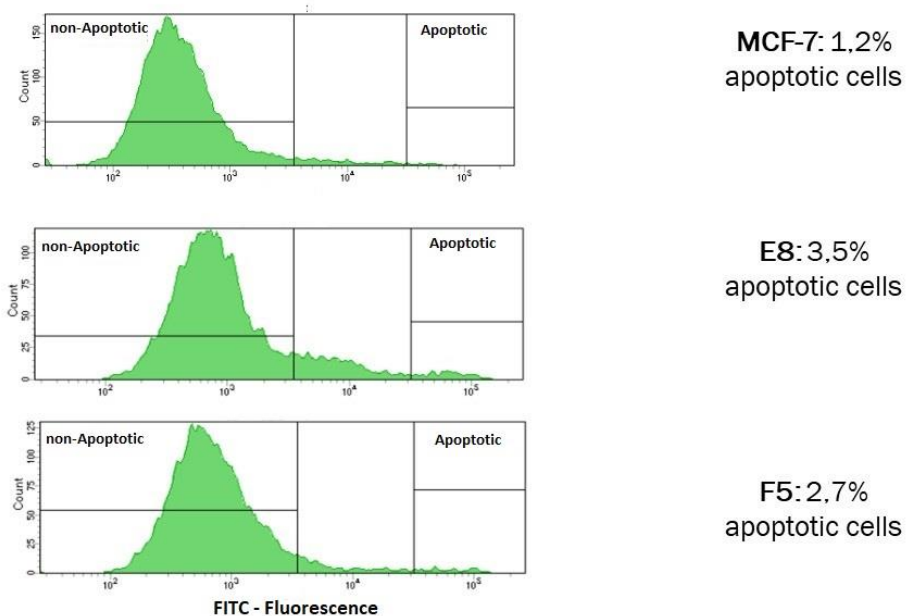 non-Apoptotic
Apoptotic
150
100
50
0
Count
10²
10³
10⁴
10⁵
MCF-7: 1,2%
apoptotic cells
non-Apoptotic
Apoptotic
100
75
50
25
0
Count
10²
10³
10⁴
10⁵
E8: 3,5%
apoptotic cells
non-Apoptotic
Apoptotic
125
100
75
50
25
0
Count
10²
10³
10⁴
10⁵
FITC - Fluorescence
F5: 2,7%
apoptotic cells